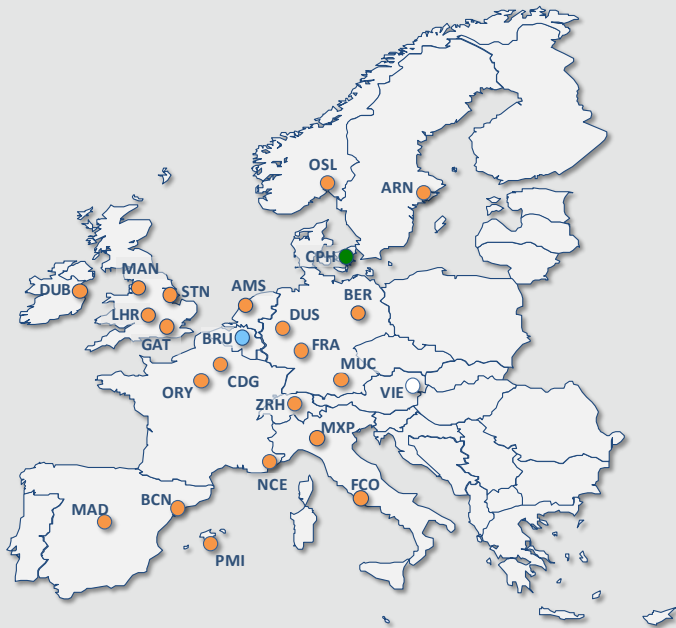 OSL
ARN
CPH
MAN
DUB
STN
AMS
BER
LHR
DUS
GAT
BRU
FRA
MUC
CDG
ORY
VIE
ZRH
MXP
NCE
FCO
BCN
MAD
PMI